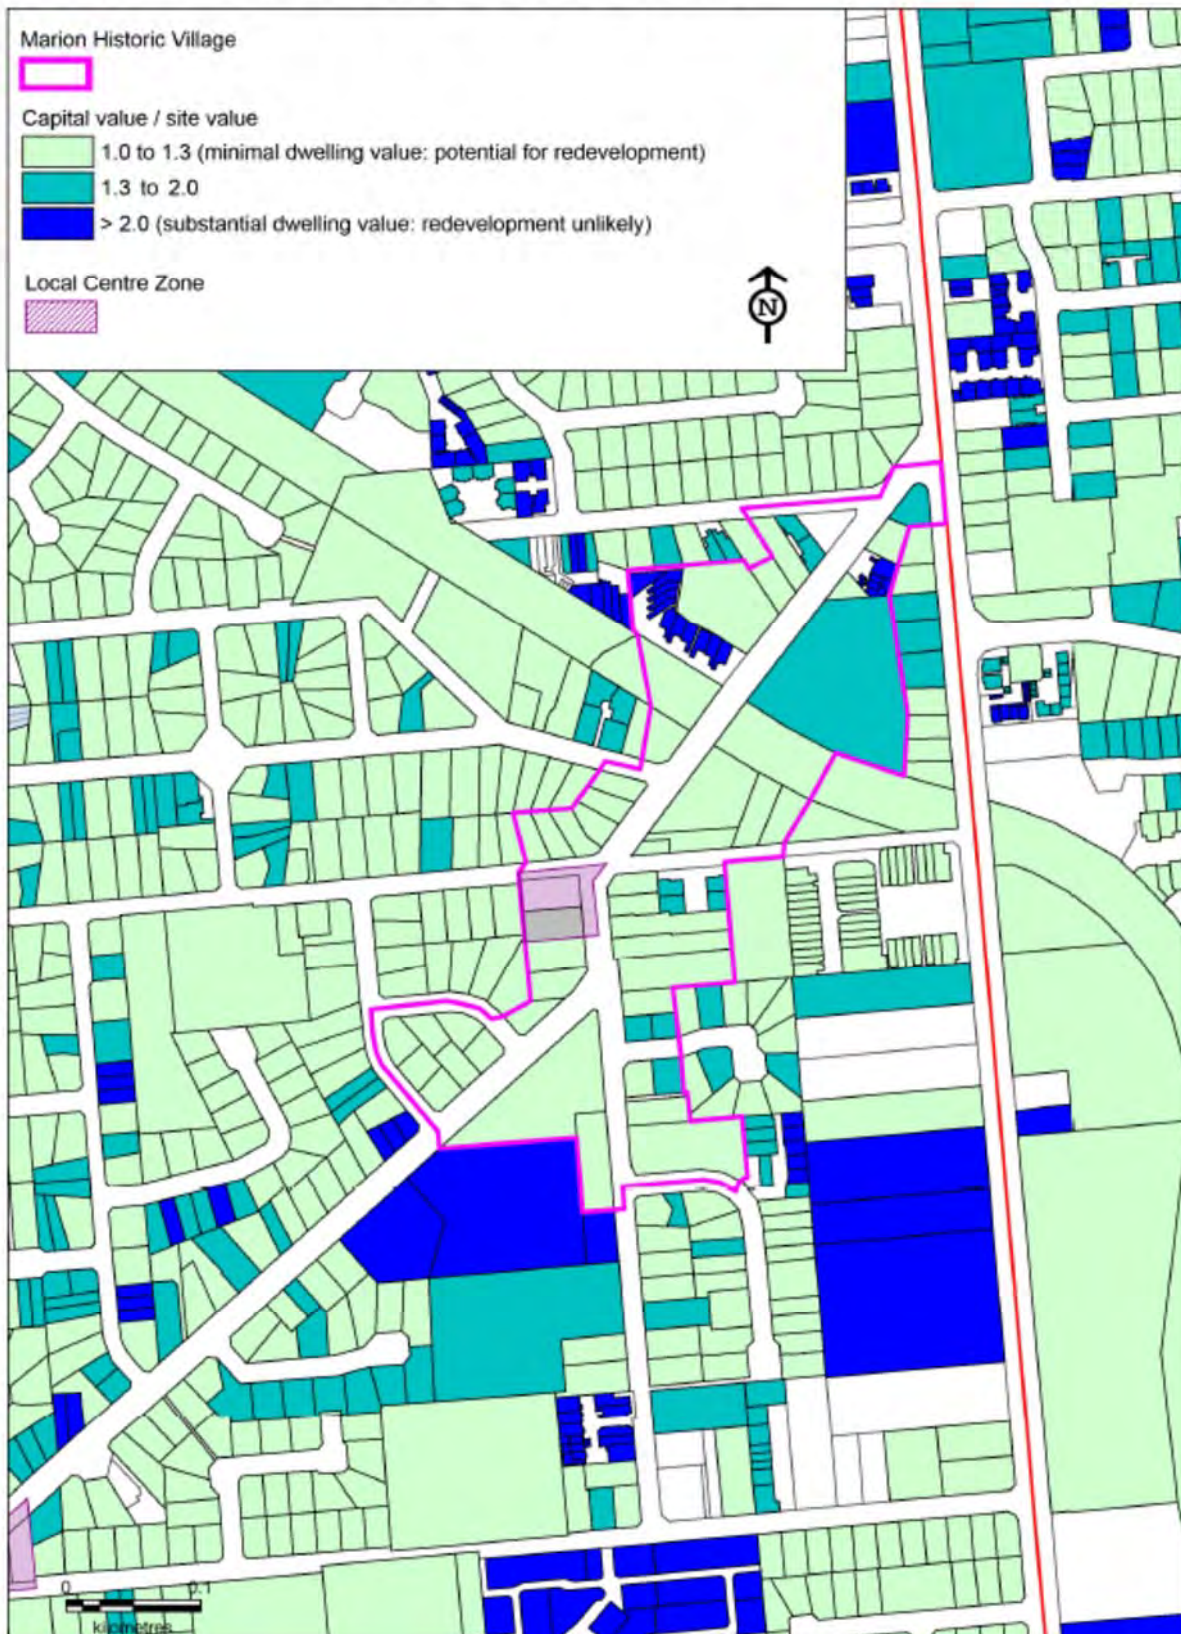 Marion Historic Village
Capital value / site value
1.0 to 1.3 (minimal dwelling value: potential for redevelopment)
1.3 to 2.0
> 2.0 (substantial dwelling value: redevelopment unlikely)
Local Centre Zone
N
0 0.1
kilometres